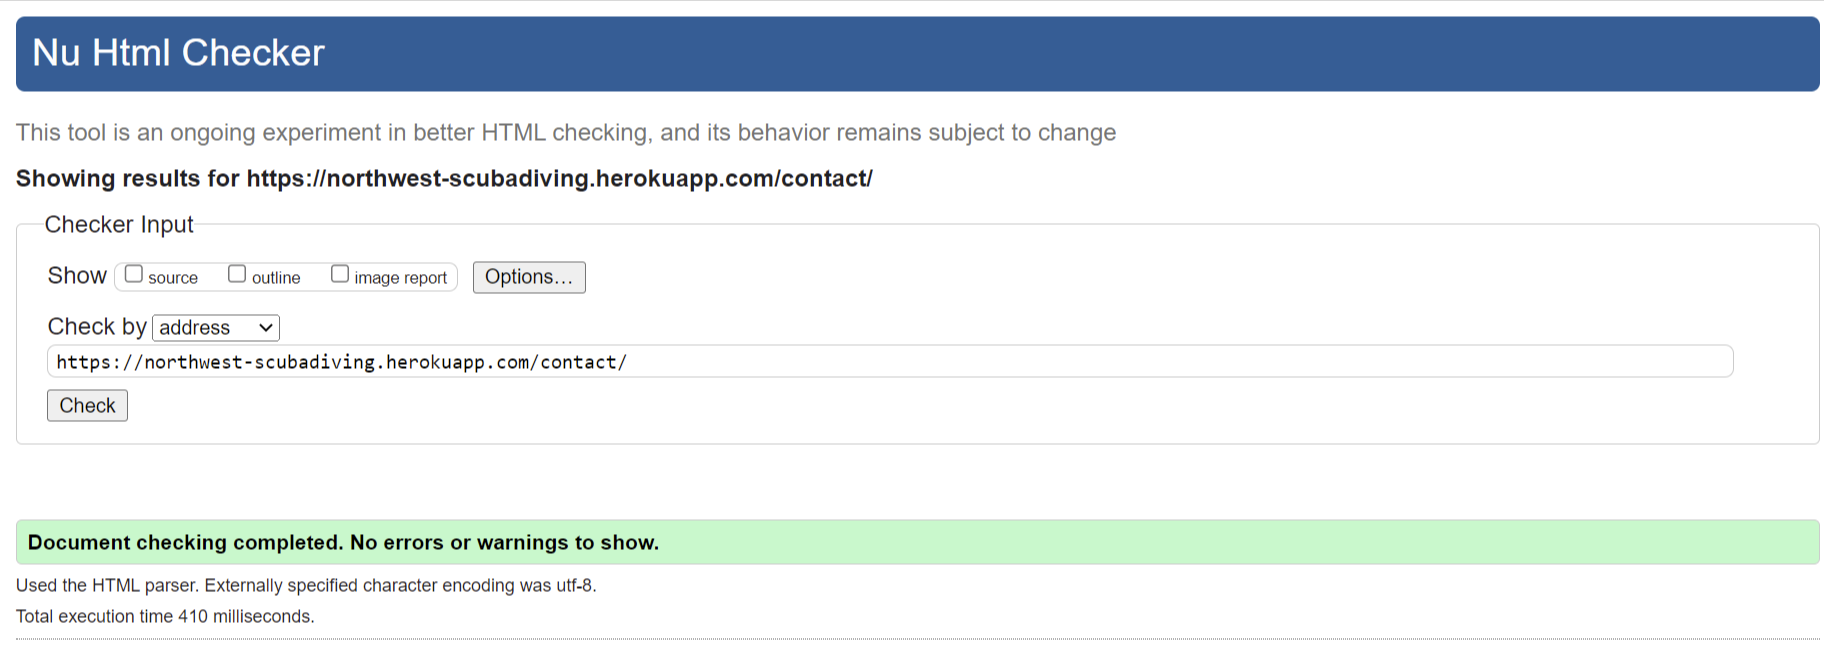 Nu Html Checker
This tool is an ongoing experiment in better HTML checking, and its behavior remains subject to change
Showing results for https://northwest-scubadiving.herokuapp.com/contact/
Checker Input
Show source outline image report Options...
Check by address
https://northwest-scubadiving.herokuapp.com/contact/
Check
Document checking completed. No errors or warnings to show.
Used the HTML parser. Externally specified character encoding was utf-8.
Total execution time 410 milliseconds.